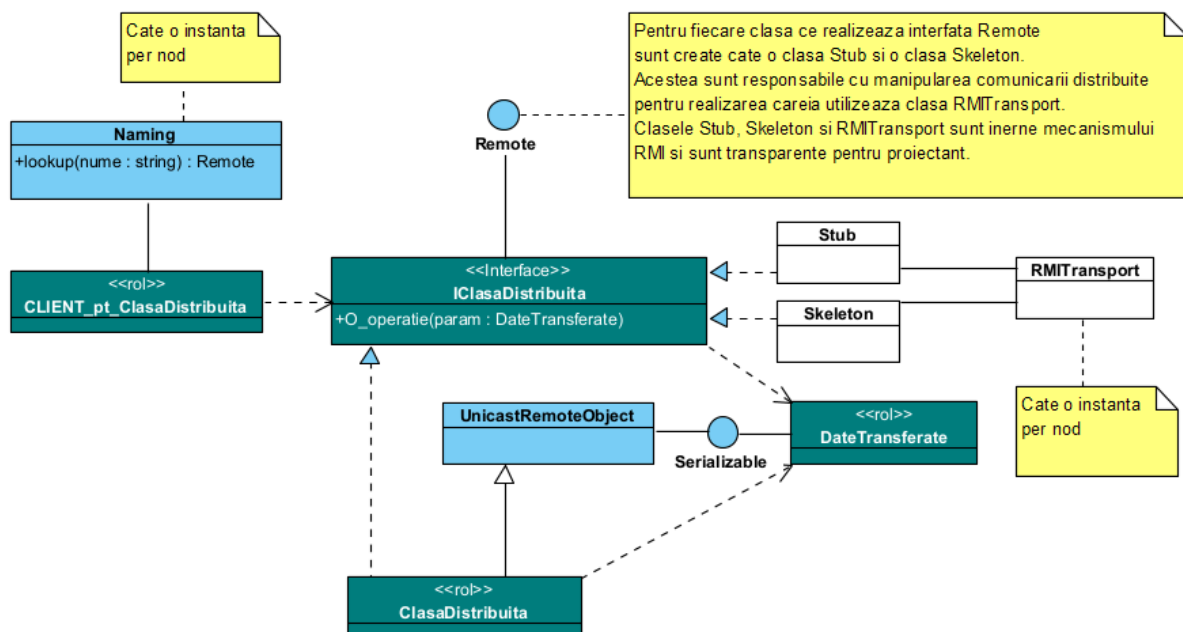 Cate o instanta
per nod
Pentru fiecare clasa ce realizeaza interfata Remote
sunt create cate o clasa Stub si o clasa Skeleton.
Acestea sunt responsabile cu manipularea comunicarii distribuite
pentru realizarea careia utilizeaza clasa RMITransport.
Clasele Stub, Skeleton si RMITransport sunt inerne mecanismului
RMI si sunt transparente pentru proiectant.
Naming
+lookup(nume : string) : Remote
Remote
Stub
<<rol>>
CLIENT_pt_ClasaDistribuita
<<Interface>>
IClasaDistribuita
+O_operatie(param : DateTransferate)
RMITransport
Skeleton
UnicastRemoteObject
Serializable
<<rol>>
DateTransferate
Cate o instanta
per nod
<<rol>>
ClasaDistribuita